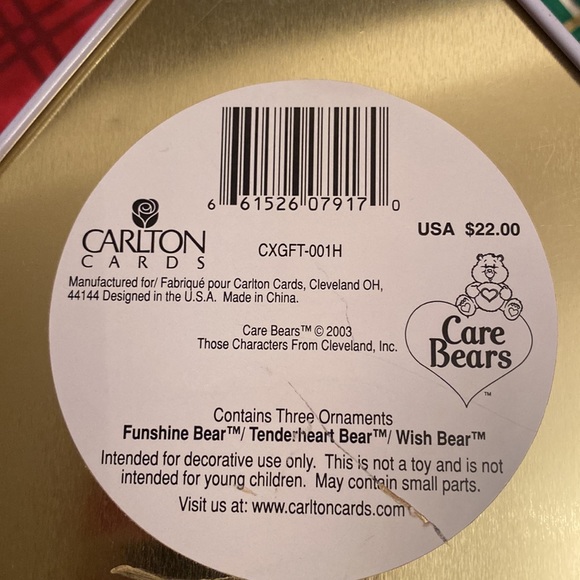 6 61526 07917 0
USA $22.00
CARLTON
CARDS
CXGFT-001H
Manufactured for/ Fabriqué pour Carlton Cards, Cleveland OH,
44144 Designed in the U.S.A. Made in China.
Care Bears™ © 2003
Those Characters From Cleveland, Inc.
Care
Bears
™
Contains Three Ornaments
Funshine Bear™/ Tenderheart Bear™/ Wish Bear™
Intended for decorative use only. This is not a toy and is not
intended for young children. May contain small parts.
Visit us at: www.carltoncards.com